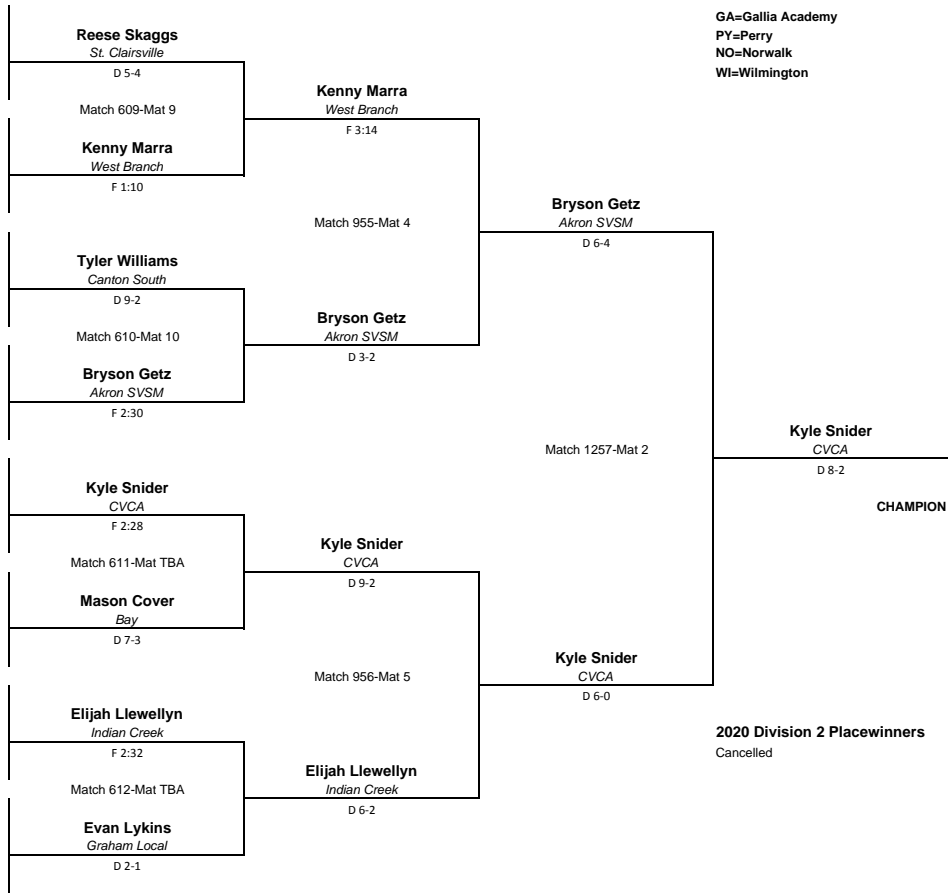 GA=Gallia Academy
PY=Perry
NO=Norwalk
WI=Wilmington
Reese Skaggs
St. Clairsville
D 5-4
Match 609-Mat 9
Kenny Marra
West Branch
F 1:10
Tyler Williams
Canton South
D 9-2
Match 610-Mat 10
Bryson Getz
Akron SVSM
F 2:30
Kyle Snider
CVCA
F 2:28
Match 611-Mat TBA
Mason Cover
Bay
D 7-3
Elijah Llewellyn
Indian Creek
F 2:32
Match 612-Mat TBA
Evan Lykins
Graham Local
D 2-1
Kenny Marra
West Branch
F 3:14
Match 955-Mat 4
Bryson Getz
Akron SVSM
D 3-2
Kyle Snider
CVCA
D 9-2
Match 956-Mat 5
Elijah Llewellyn
Indian Creek
D 6-2
Bryson Getz
Akron SVSM
D 6-4
Match 1257-Mat 2
Kyle Snider
CVCA
D 6-0
Kyle Snider
CVCA
D 8-2
CHAMPION
2020 Division 2 Placewinners
Cancelled